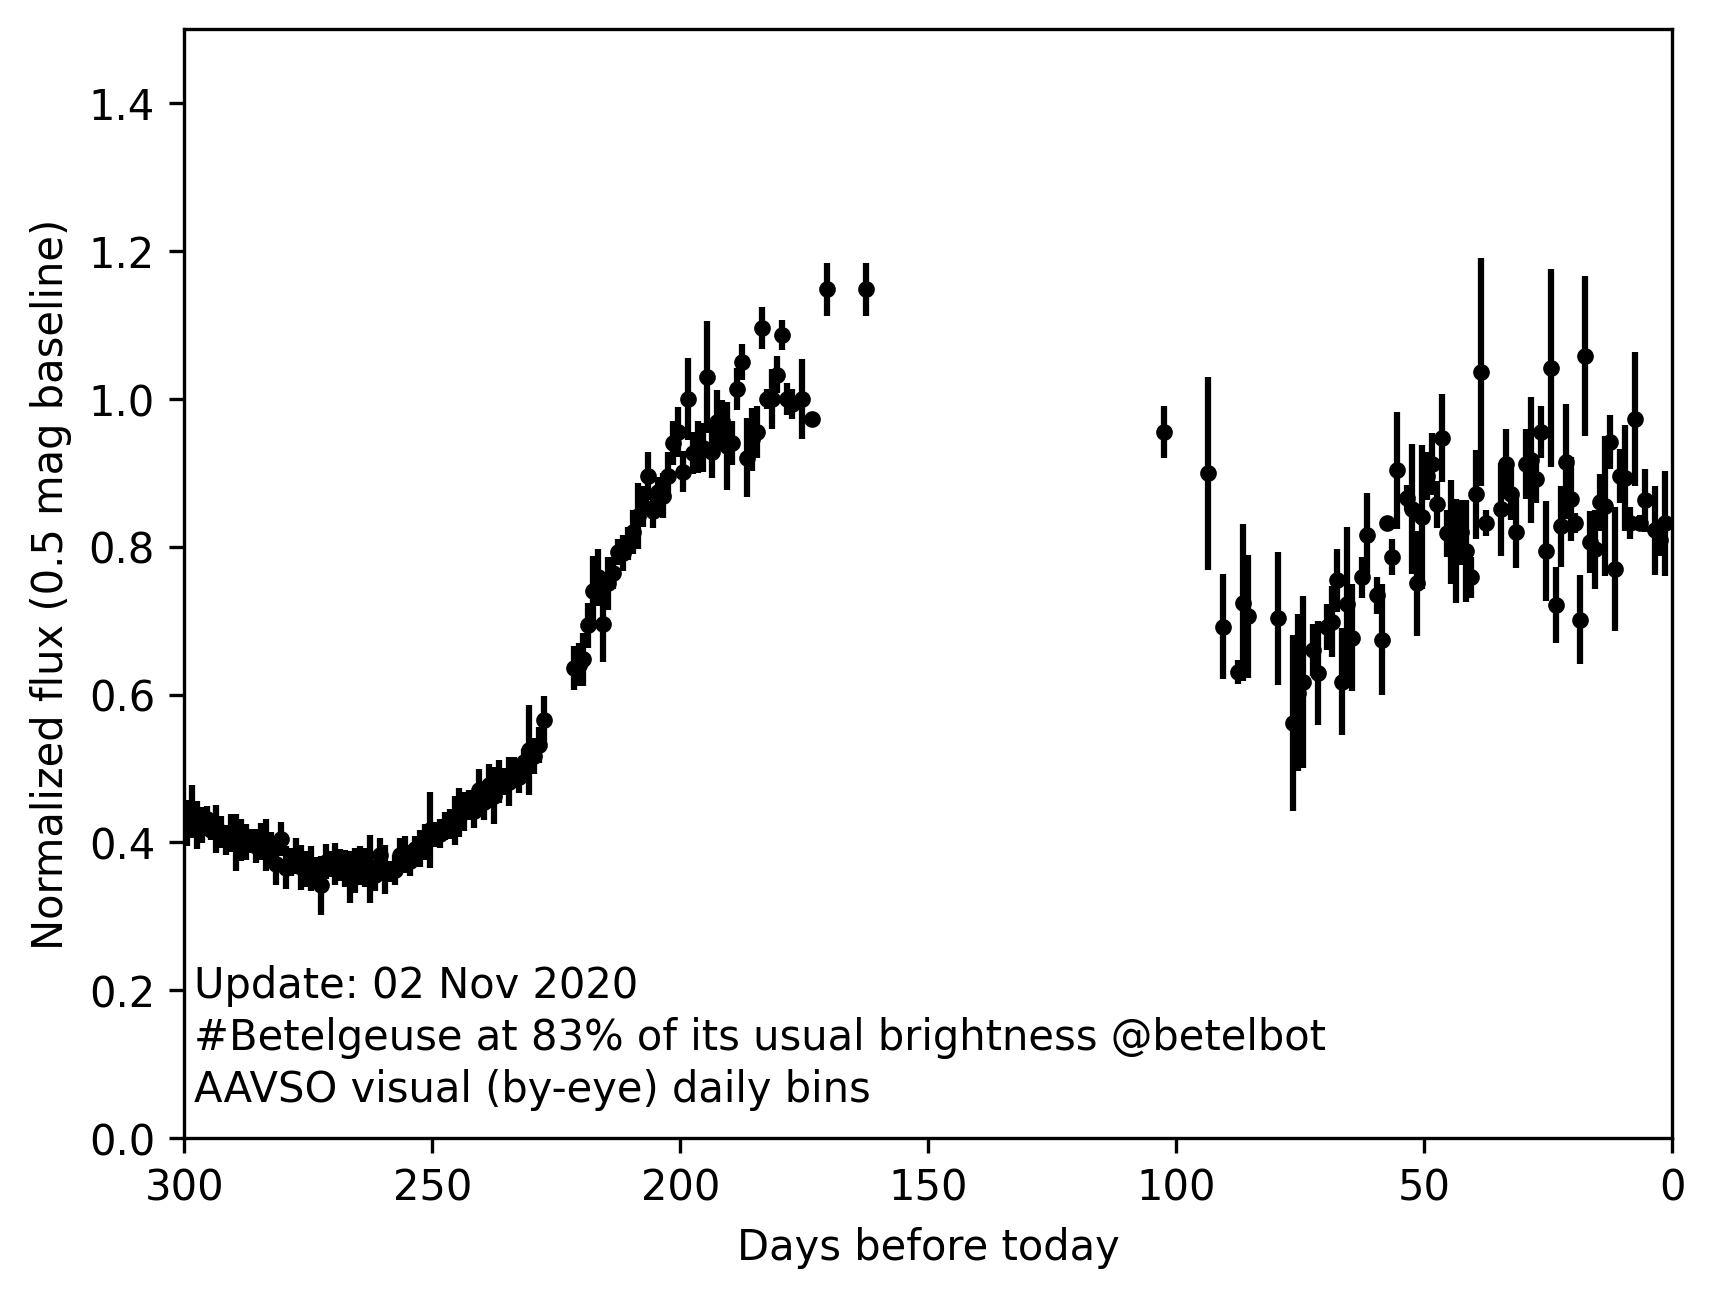 1.4
1.2
1.0
0.8
0.6
0.4
0.2
0.0
Normalized flux (0.5 mag baseline)
Update: 02 Nov 2020
#Betelgeuse at 83% of its usual brightness @betelbot
AAVSO visual (by-eye) daily bins
300 250 200 150 100 50 0
Days before today